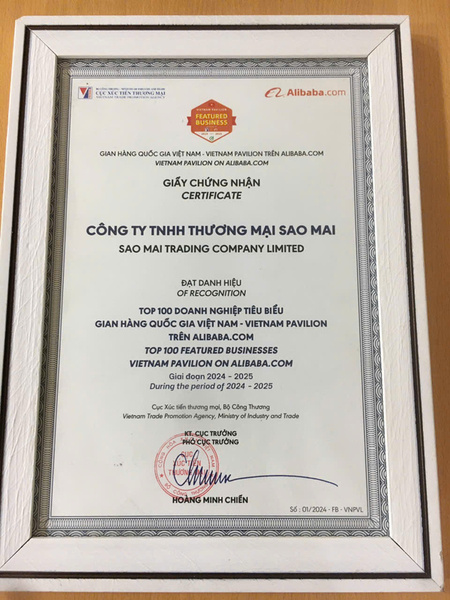 CỤC XÚC TIẾN THƯƠNG MẠI
Alibaba.com
VIETNAM PAVILION
FEATURED
BUSINESS
GIAN HÀNG QUỐC GIA VIỆT NAM - VIETNAM PAVILION TRÊN ALIBABA.COM
VIETNAM PAVILION ON ALIBABA.COM
GIẤY CHỨNG NHẬN
CERTIFICATE
CÔNG TY TNHH THƯƠNG MẠI SAO MAI
SAO MAI TRADING COMPANY LIMITED
ĐẠT DANH HIỆU
OF RECOGNITION
TOP 100 DOANH NGHIỆP TIÊU BIỂU
GIAN HÀNG QUỐC GIA VIỆT NAM - VIETNAM PAVILION
TRÊN ALIBABA.COM
TOP 100 FEATURED BUSINESSES
VIETNAM PAVILION ON ALIBABA.COM
Giai đoạn 2024 - 2025
During the period of 2024 - 2025
Cục Xúc tiến thương mại, Bộ Công Thương
Vietnam Trade Promotion Agency, Ministry of Industry and Trade
KT. CỤC TRƯỞNG
PHÓ CỤC TRƯỞNG
CỤC
XÚC TIẾN
THƯƠNG MẠI
HOÀNG MINH CHIẾN
Số : 01/2024 - FB - VNPVL